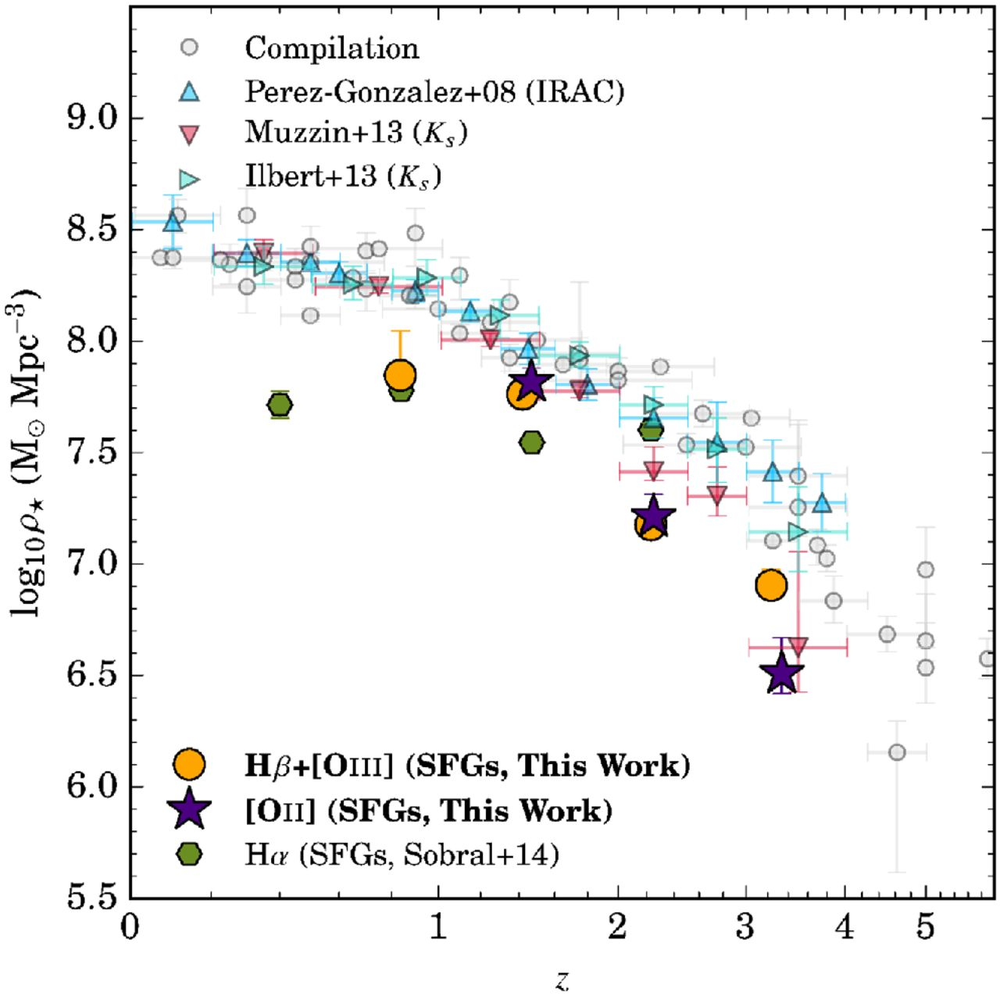 Compilation
Perez-Gonzalez+08 (IRAC)
Muzzin+13 (Kₛ)
Ilbert+13 (Kₛ)
9.0
8.5
8.0
7.5
7.0
6.5
6.0
5.5
log₁₀ρ⋆ (M⊙ Mpc⁻³)
Hβ+[OIII] (SFGs, This Work)
[OII] (SFGs, This Work)
Hα (SFGs, Sobral+14)
0 1 2 3 4 5
z